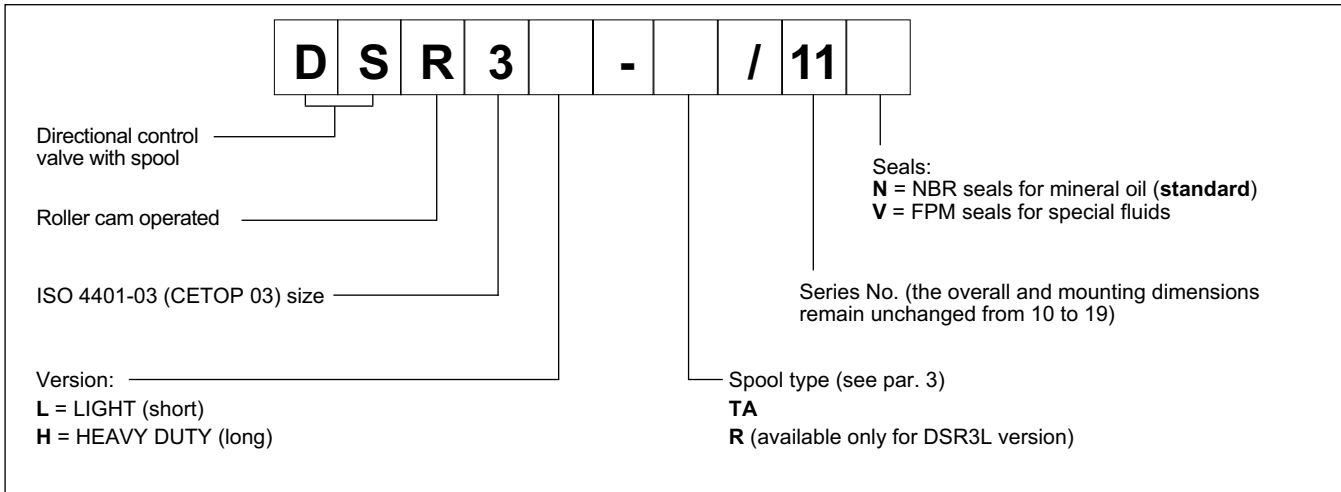 D S R 3 - / 11
Directional control
valve with spool
Roller cam operated
ISO 4401-03 (CETOP 03) size
Version:
L = LIGHT (short)
H = HEAVY DUTY (long)
Seals:
N = NBR seals for mineral oil (standard)
V = FPM seals for special fluids
Series No. (the overall and mounting dimensions
remain unchanged from 10 to 19)
Spool type (see par. 3)
TA
R (available only for DSR3L version)